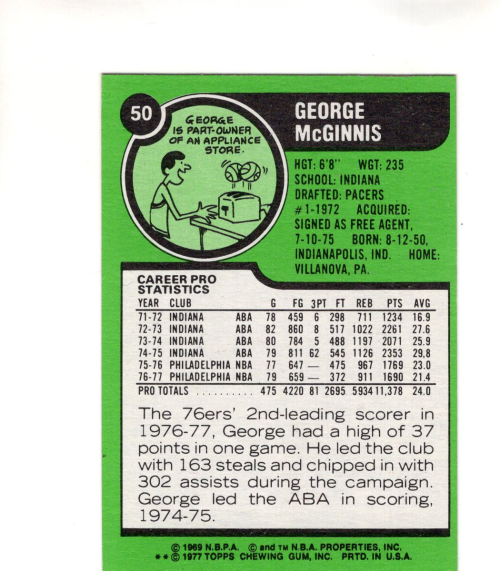 50
GEORGE
IS PART-OWNER
OF AN APPLIANCE
STORE.
GEORGE
McGINNIS
HGT: 6'8" WGT: 235
SCHOOL: INDIANA
DRAFTED: PACERS
#1-1972 ACQUIRED:
SIGNED AS FREE AGENT,
7-10-75 BORN: 8-12-50,
INDIANAPOLIS, IND. HOME:
VILLANOVA, PA.
CAREER PRO
STATISTICS
YEAR CLUB G FG 3PT FT REB PTS AVG
71-72 INDIANA ABA 78 459 6 298 711 1234 16.9
72-73 INDIANA ABA 82 860 8 517 1022 2261 27.6
73-74 INDIANA ABA 80 784 5 488 1197 2071 25.9
74-75 INDIANA ABA 79 811 62 545 1126 2353 29.8
75-76 PHILADELPHIA NBA 77 647 — 475 967 1769 23.0
76-77 PHILADELPHIA NBA 79 659 — 372 911 1690 21.4
PRO TOTALS .......... 475 4220 81 2695 5934 11,378 24.0
The 76ers' 2nd-leading scorer in
1976-77, George had a high of 37
points in one game. He led the club
with 163 steals and chipped in with
302 assists during the campaign.
George led the ABA in scoring,
1974-75.
© 1969 N.B.P.A. © and TM N.B.A. PROPERTIES, INC.
** © 1977 TOPPS CHEWING GUM, INC. PRTD. IN U.S.A.